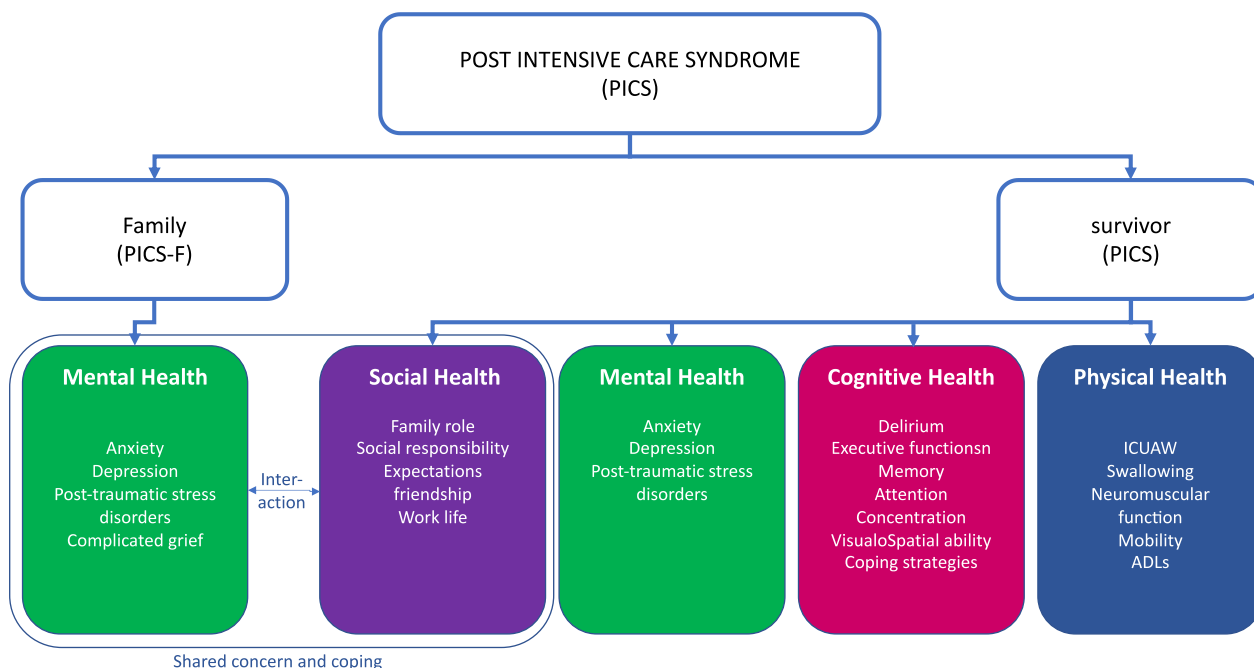 POST INTENSIVE CARE SYNDROME
(PICS)
Family
(PICS-F)
survivor
(PICS)
Mental Health
Anxiety
Depression
Post-traumatic stress
disorders
Complicated grief
Inter-
action
Social Health
Family role
Social responsibility
Expectations
friendship
Work life
Mental Health
Anxiety
Depression
Post-traumatic stress
disorders
Cognitive Health
Delirium
Executive functionsn
Memory
Attention
Concentration
VisualoSpatial ability
Coping strategies
Physical Health
ICUAW
Swallowing
Neuromuscular
function
Mobility
ADLs
Shared concern and coping